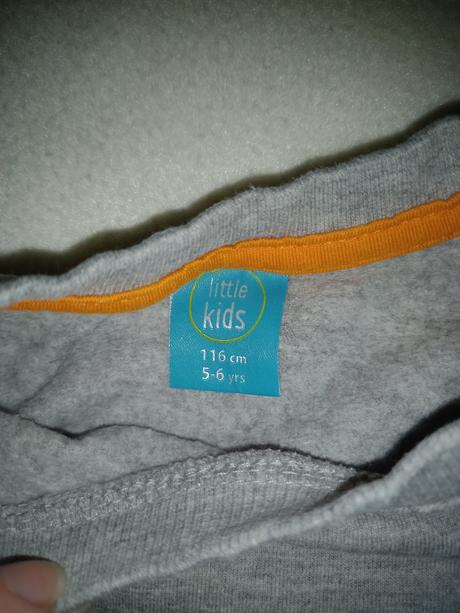 little
kids
116 cm
5-6 yrs